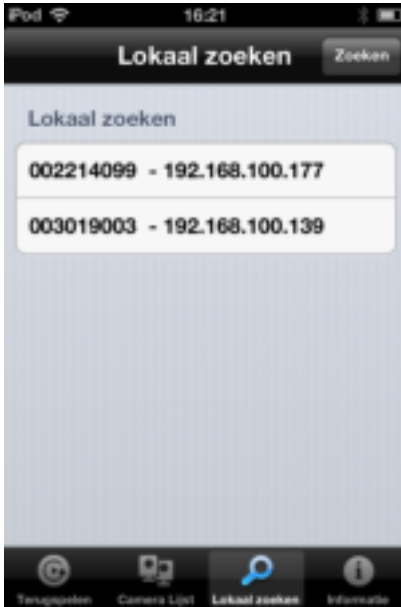 iPod 16:21
Lokaal zoeken Zoeken
Lokaal zoeken
002214099 - 192.168.100.177
003019003 - 192.168.100.139
Terugspelen Camera Lijst Lokaal zoeken Informatie